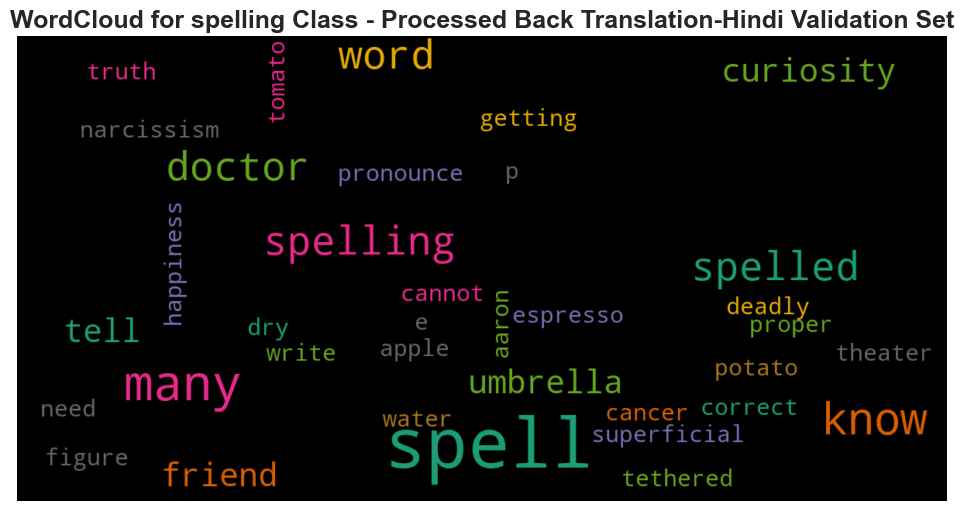 WordCloud for spelling Class - Processed Back Translation-Hindi Validation Set
truth
tomato
word
curiosity
narcissism
getting
doctor
pronounce
p
happiness
spelling
spelled
cannot
aaron
espresso
deadly
proper
tell
dry
e
write
apple
theater
many
umbrella
potato
need
water
cancer
correct
know
spell
superficial
figure
friend
tethered